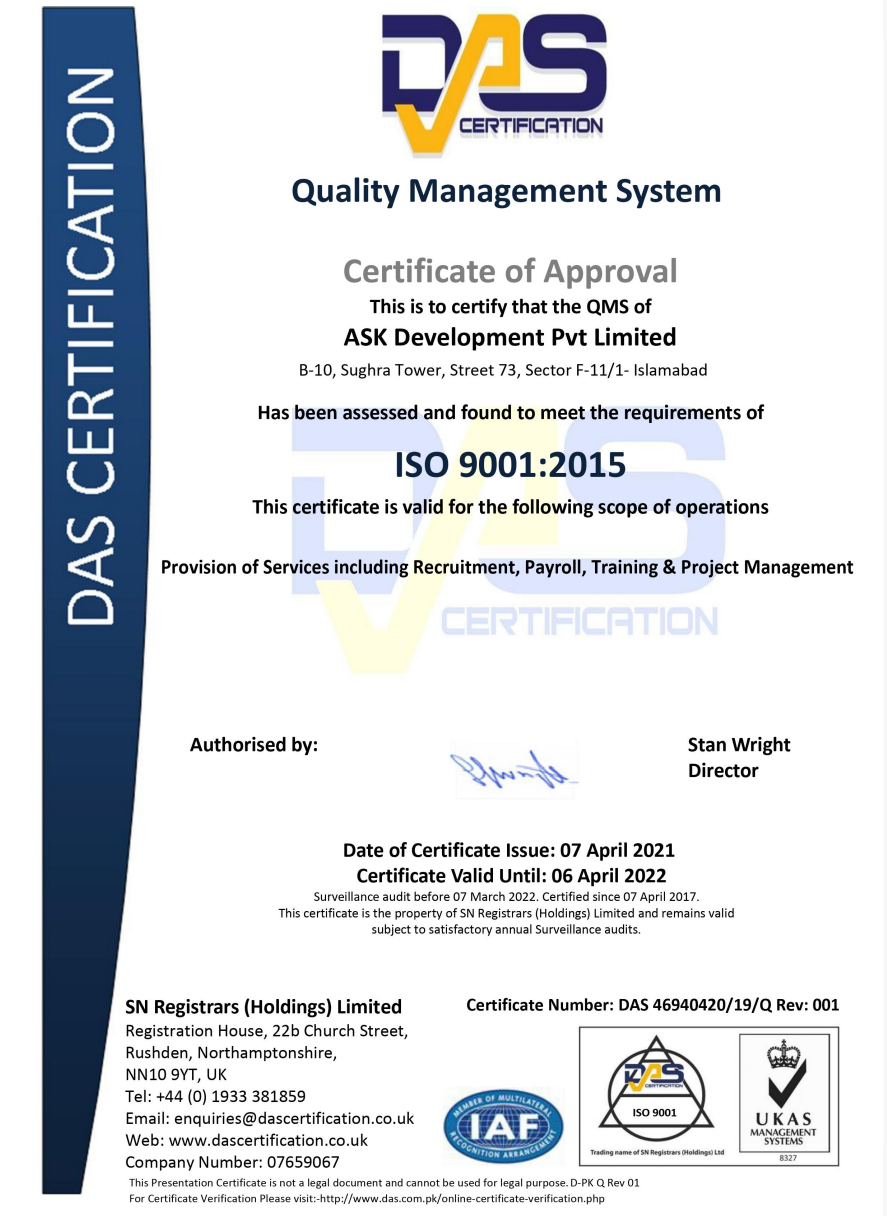 DAS CERTIFICATION
DAS
CERTIFICATION
Quality Management System
Certificate of Approval
This is to certify that the QMS of
ASK Development Pvt Limited
B-10, Sughra Tower, Street 73, Sector F-11/1- Islamabad
Has been assessed and found to meet the requirements of
ISO 9001:2015
This certificate is valid for the following scope of operations
Provision of Services including Recruitment, Payroll, Training & Project Management
DAS
CERTIFICATION
Authorised by:
Stan Wright
Director
Date of Certificate Issue: 07 April 2021
Certificate Valid Until: 06 April 2022
Surveillance audit before 07 March 2022. Certified since 07 April 2017.
This certificate is the property of SN Registrars (Holdings) Limited and remains valid
subject to satisfactory annual Surveillance audits.
SN Registrars (Holdings) Limited
Registration House, 22b Church Street,
Rushden, Northamptonshire,
NN10 9YT, UK
Tel: +44 (0) 1933 381859
Email: enquiries@dascertification.co.uk
Web: www.dascertification.co.uk
Company Number: 07659067
Certificate Number: DAS 46940420/19/Q Rev: 001
MEMBER OF MULTILATERAL
IAF
RECOGNITION ARRANGEMENT
DAS
CERTIFICATION
ISO 9001
Trading name of SN Registrars (Holdings) Ltd
UKAS
MANAGEMENT
SYSTEMS
8327
This Presentation Certificate is not a legal document and cannot be used for legal purpose. D-PK Q Rev 01
For Certificate Verification Please visit:-http://www.das.com.pk/online-certificate-verification.php